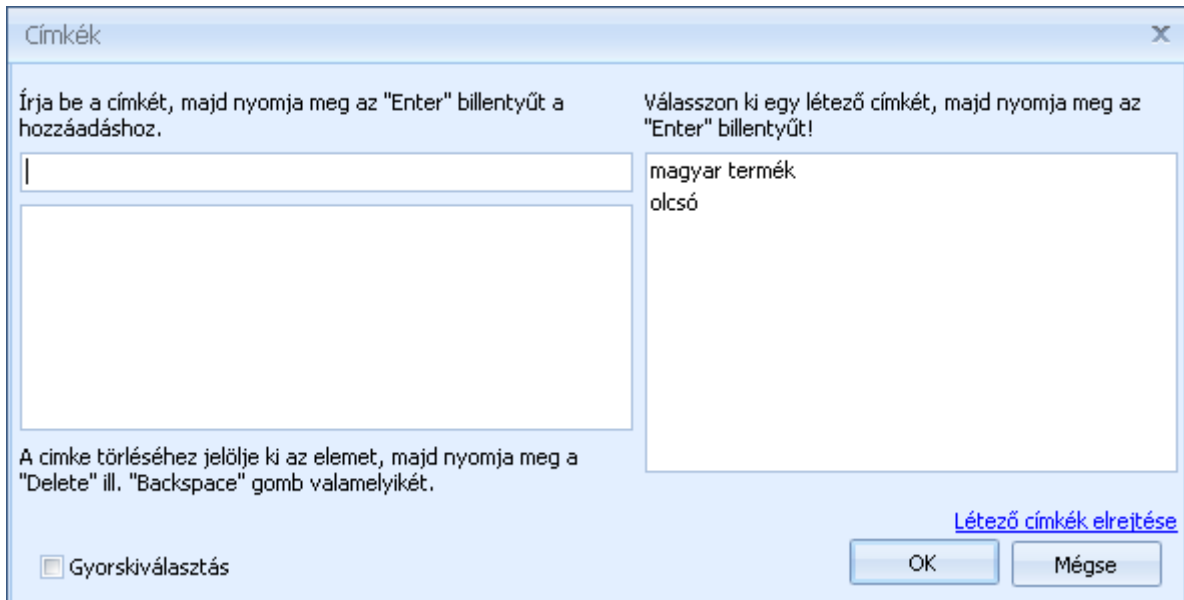 Címkék
Írja be a címkét, majd nyomja meg az "Enter" billentyűt a
hozzáadáshoz.
A cimke törléséhez jelölje ki az elemet, majd nyomja meg a
"Delete" ill. "Backspace" gomb valamelyikét.
Gyorskiválasztás
Válasszon ki egy létező címkét, majd nyomja meg az
"Enter" billentyűt!
magyar termék
olcsó
Létező címkék elrejtése
OK
Mégse